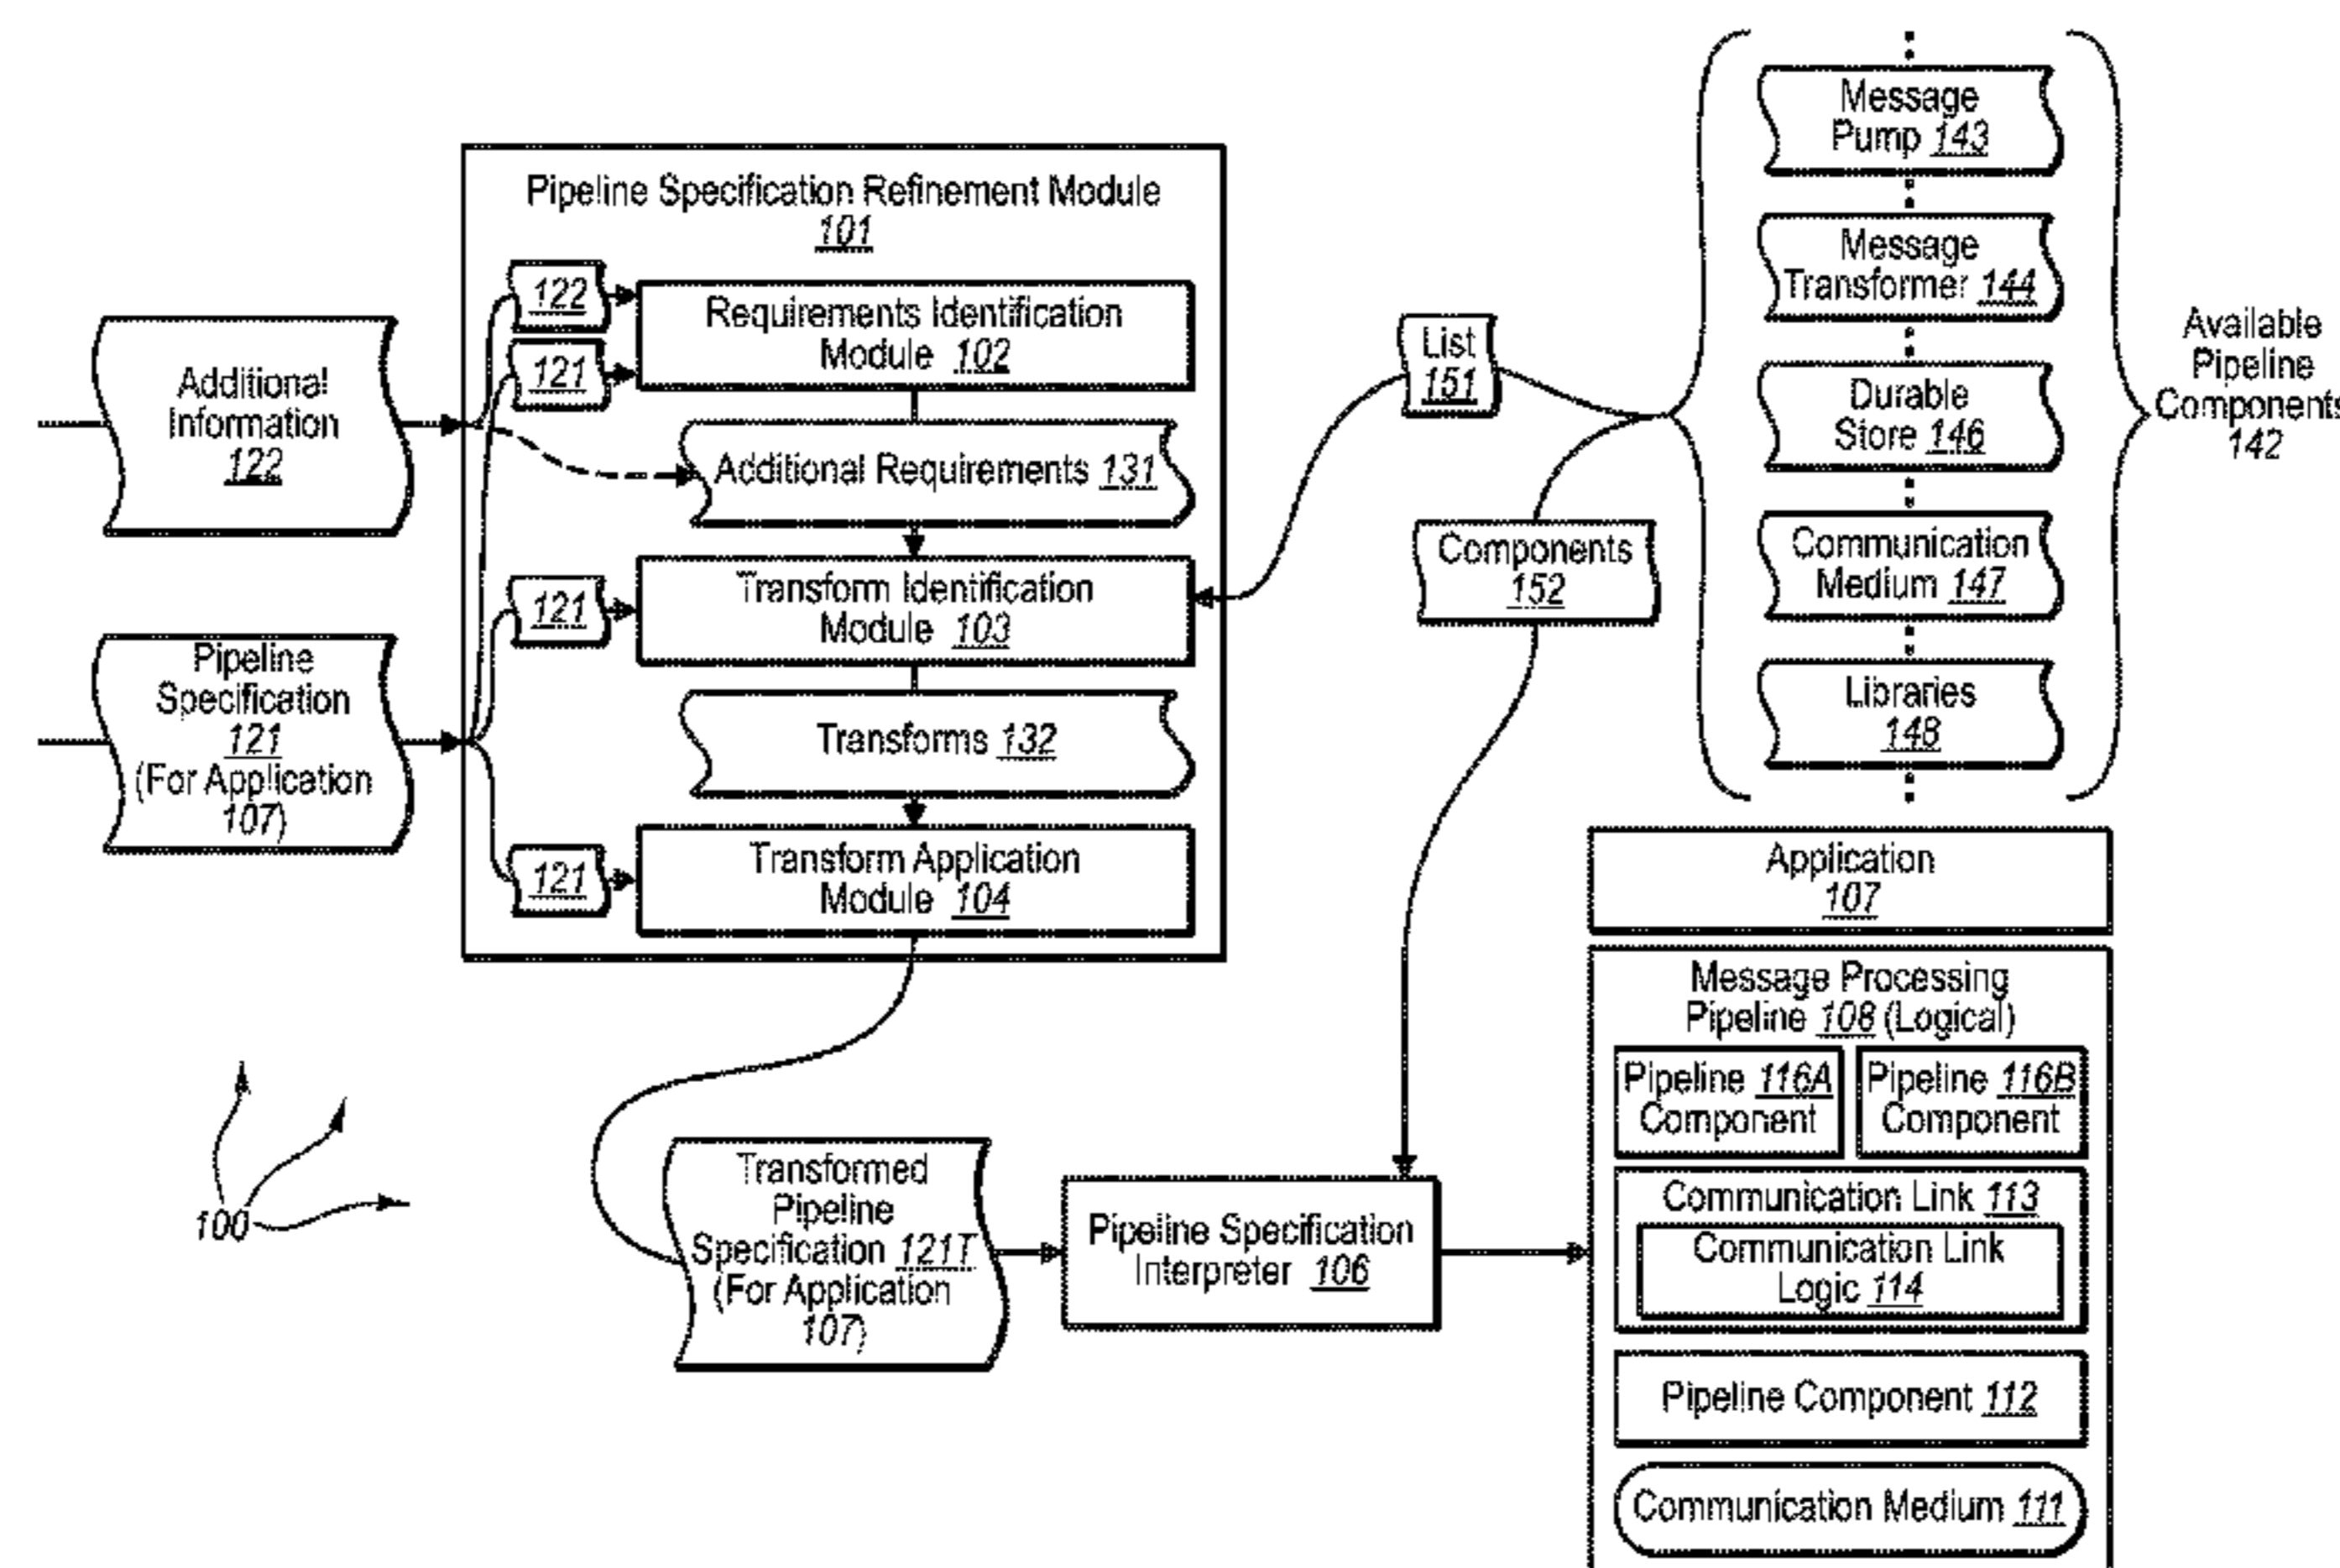 Additional
Information
122
Pipeline
Specification
121
(For Application
107)
Pipeline Specification Refinement Module
101
122
Requirements Identification
Module 102
121
Additional Requirements 131
121
Transform Identification
Module 103
Transforms 132
121
Transform Application
Module 104
List
151
Components
152
Message
Pump 143
Message
Transformer 144
Durable
Store 146
Communication
Medium 147
Libraries
148
Available
Pipeline
Components
142
100
Transformed
Pipeline
Specification 121T
(For Application
107)
Pipeline Specification
Interpreter 106
Application
107
Message Processing
Pipeline 108 (Logical)
Pipeline 116A
Component
Pipeline 116B
Component
Communication Link 113
Communication Link
Logic 114
Pipeline Component 112
Communication Medium 111